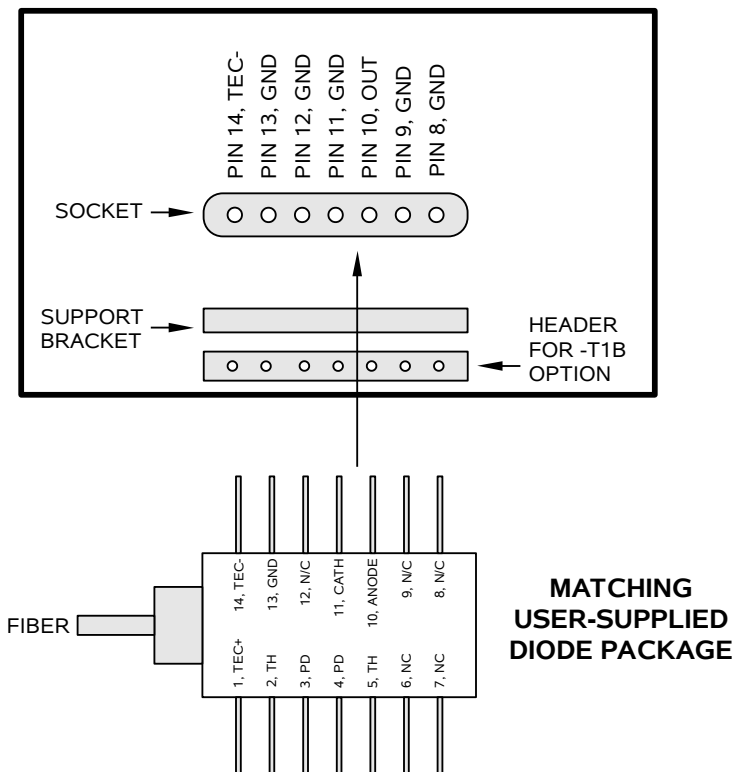 PIN 14, TEC-
PIN 13, GND
PIN 12, GND
PIN 11, GND
PIN 10, OUT
PIN 9, GND
PIN 8, GND
SOCKET
SUPPORT
BRACKET
HEADER
FOR -T1B
OPTION
14, TEC-
13, GND
12, N/C
11, CATH
10, ANODE
9, N/C
8, N/C
FIBER
1, TEC+
2, TH
3, PD
4, PD
5, TH
6, NC
7, NC
MATCHING
USER-SUPPLIED
DIODE PACKAGE